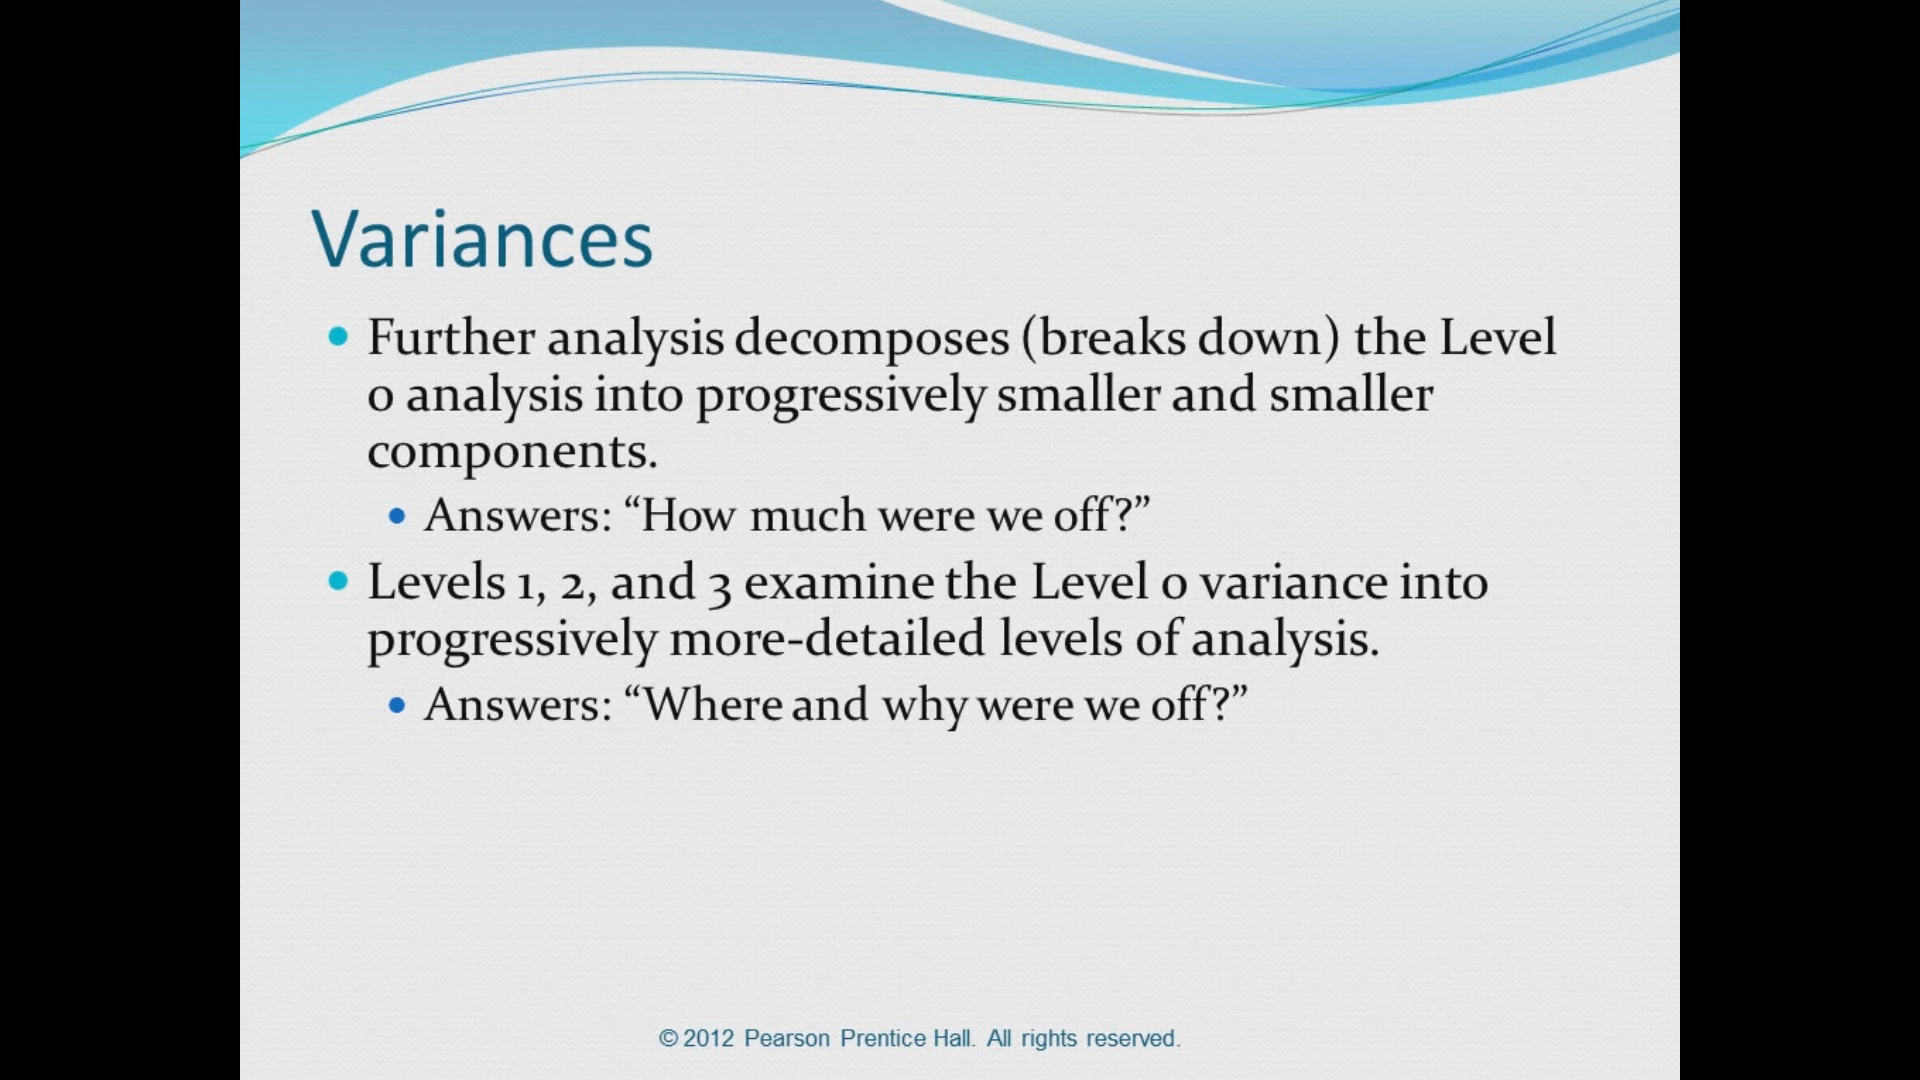 Variances
• Further analysis decomposes (breaks down) the Level
0 analysis into progressively smaller and smaller
components.
• Answers: “How much were we off?”
• Levels 1, 2, and 3 examine the Level 0 variance into
progressively more-detailed levels of analysis.
• Answers: “Where and why were we off?”
© 2012 Pearson Prentice Hall. All rights reserved.